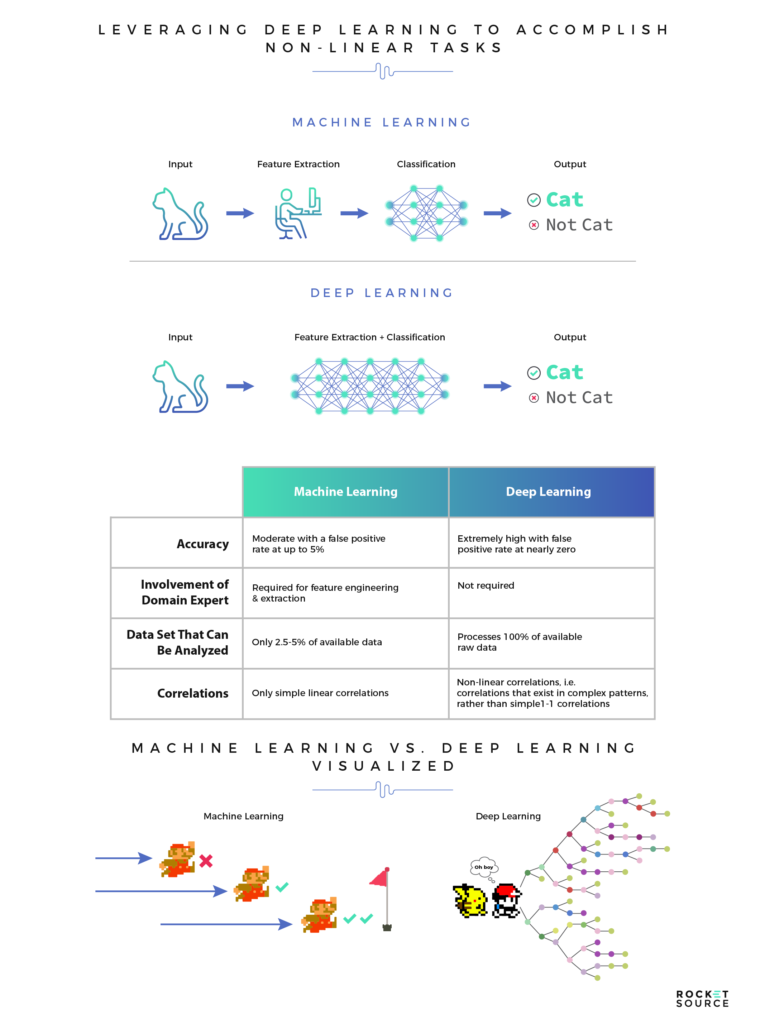 LEVERAGING DEEP LEARNING TO ACCOMPLISH
NON-LINEAR TASKS
MACHINE LEARNING
Input
Feature Extraction
Classification
Output
Cat
Not Cat
DEEP LEARNING
Input
Feature Extraction + Classification
Output
Cat
Not Cat
Machine Learning
Deep Learning
Accuracy
Moderate with a false positive
rate at up to 5%
Extremely high with false
positive rate at nearly zero
Involvement of
Domain Expert
Required for feature engineering
& extraction
Not required
Data Set That Can
Be Analyzed
Only 2.5-5% of available data
Processes 100% of available
raw data
Correlations
Only simple linear correlations
Non-linear correlations, i.e.
correlations that exist in complex patterns,
rather than simple1-1 correlations
MACHINE LEARNING VS. DEEP LEARNING
VISUALIZED
Machine Learning
Deep Learning
Oh boy
ROCKET
SOURCE